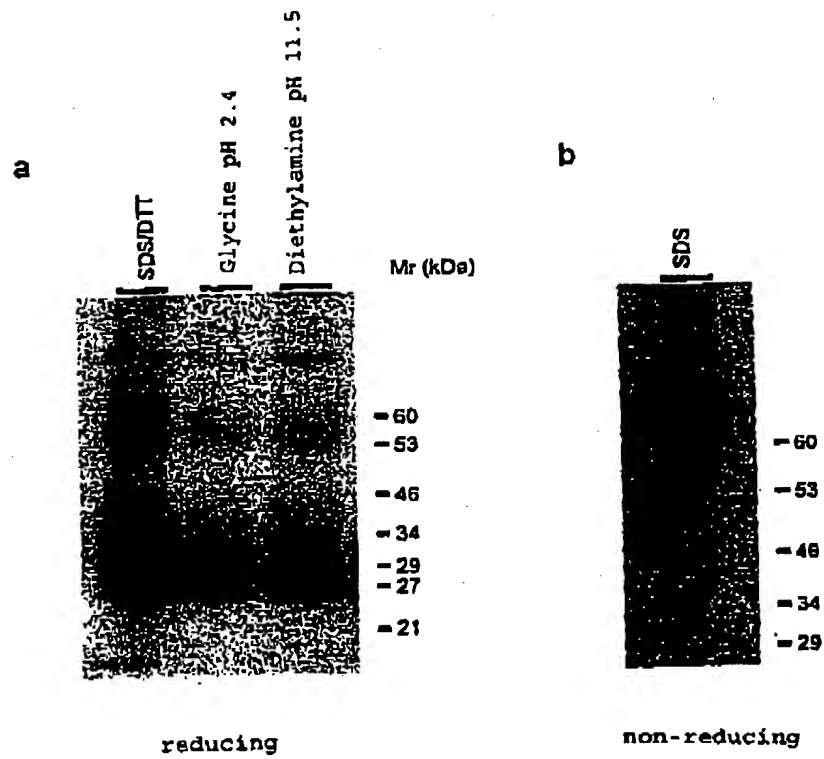 a
SDS/DTT
Glycine pH 2.4
Diethylamine pH 11.5
Mr (kDa)
60
53
46
34
29
27
21
reducing
b
SDS
60
53
46
34
29
non-reducing